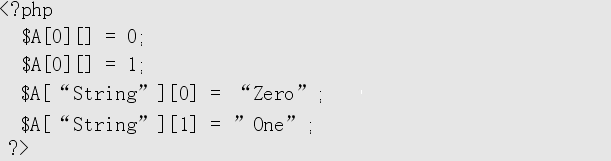 <?php
$A[0][] = 0;
$A[0][] = 1;
$A[“String”][0] = “Zero”;
$A[“String”][1] = ”One”;
?>